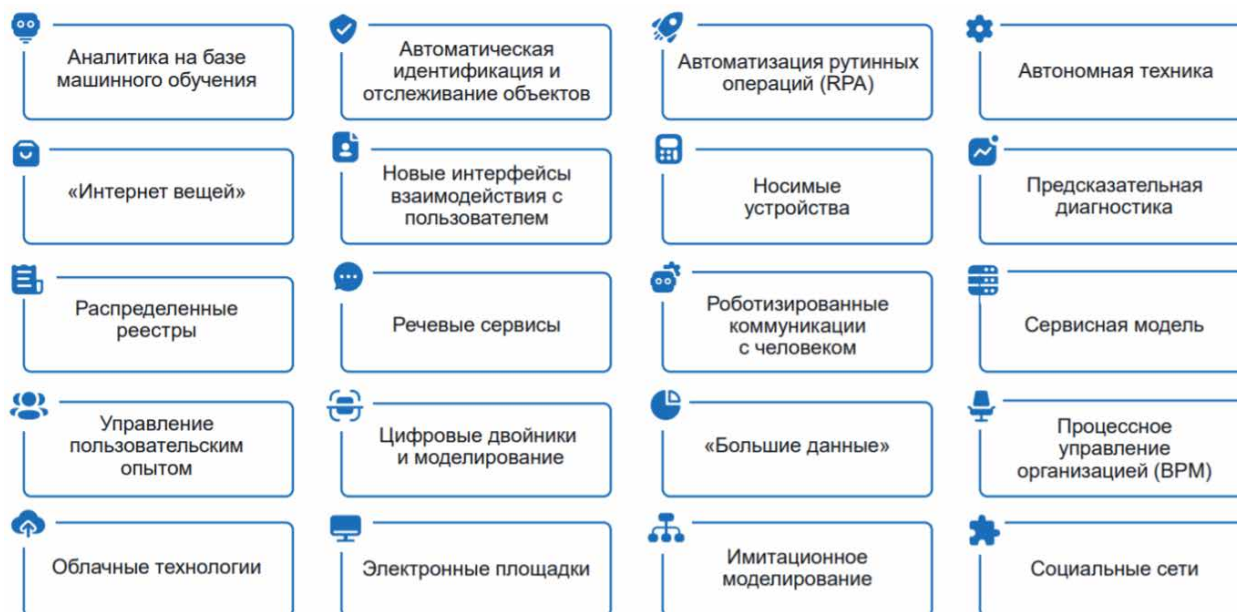 Аналитика на базе
машинного обучения
Автоматическая
идентификация и
отслеживание объектов
Автоматизация рутинных
операций (RPA)
Автономная техника
«Интернет вещей»
Новые интерфейсы
взаимодействия с
пользователем
Носимые
устройства
Предсказательная
диагностика
Распределенные
реестры
Речевые сервисы
Роботизированные
коммуникации
с человеком
Сервисная модель
Управление
пользовательским
опытом
Цифровые двойники
и моделирование
«Большие данные»
Процессное
управление
организацией (BPM)
Облачные технологии
Электронные площадки
Имитационное
моделирование
Социальные сети